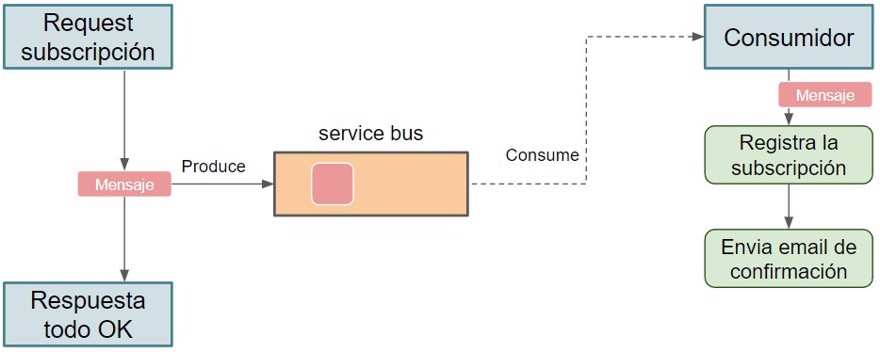 Request
subscripción
Mensaje
Produce
Respuesta
todo OK
service bus
Consume
Consumidor
Mensaje
Registra la
subscripción
Envia email de
confirmación